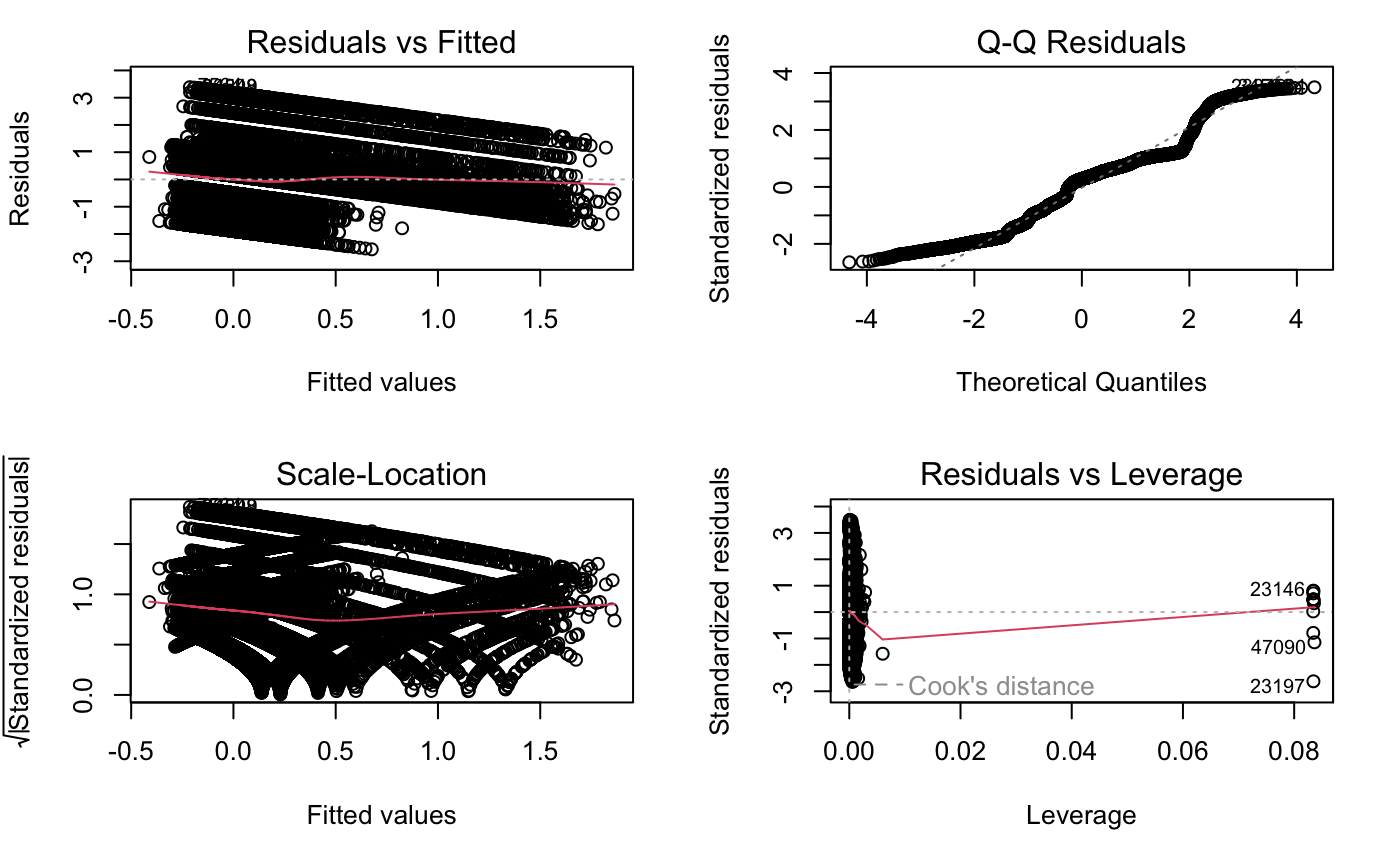 Residuals vs Fitted
Residuals
3
1
-1
-3
-0.5 0.0 0.5 1.0 1.5
Fitted values
Q-Q Residuals
Standardized residuals
4
2
0
-2
-4 -2 0 2 4
Theoretical Quantiles
Scale-Location
√|Standardized residuals|
1.0
0.0
-0.5 0.0 0.5 1.0 1.5
Fitted values
Residuals vs Leverage
Standardized residuals
3
1
-1
-3
23146
47090
23197
Cook's distance
0.00 0.02 0.04 0.06 0.08
Leverage